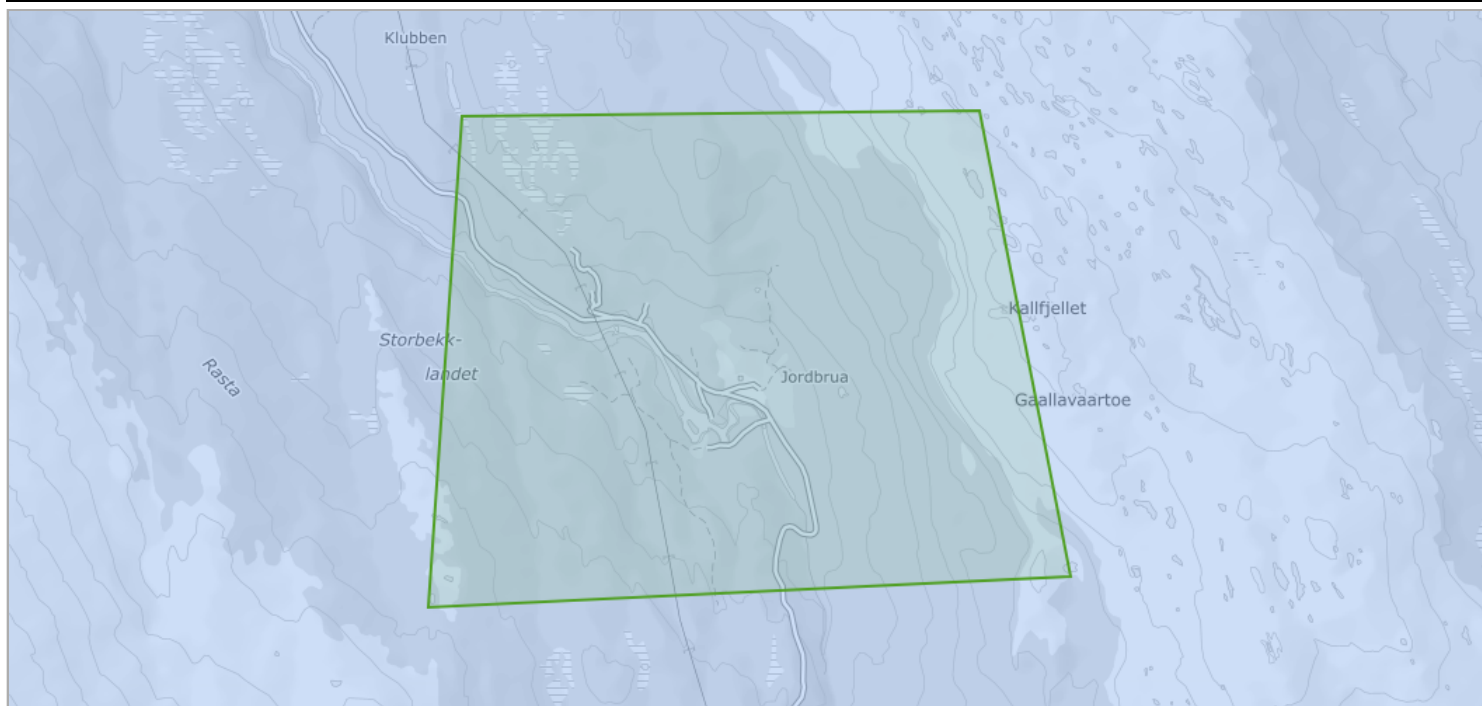 Klubben
Kallfjellet
Storbekk-
landet
Rasta
Jordbrua
Gaallavaartoe